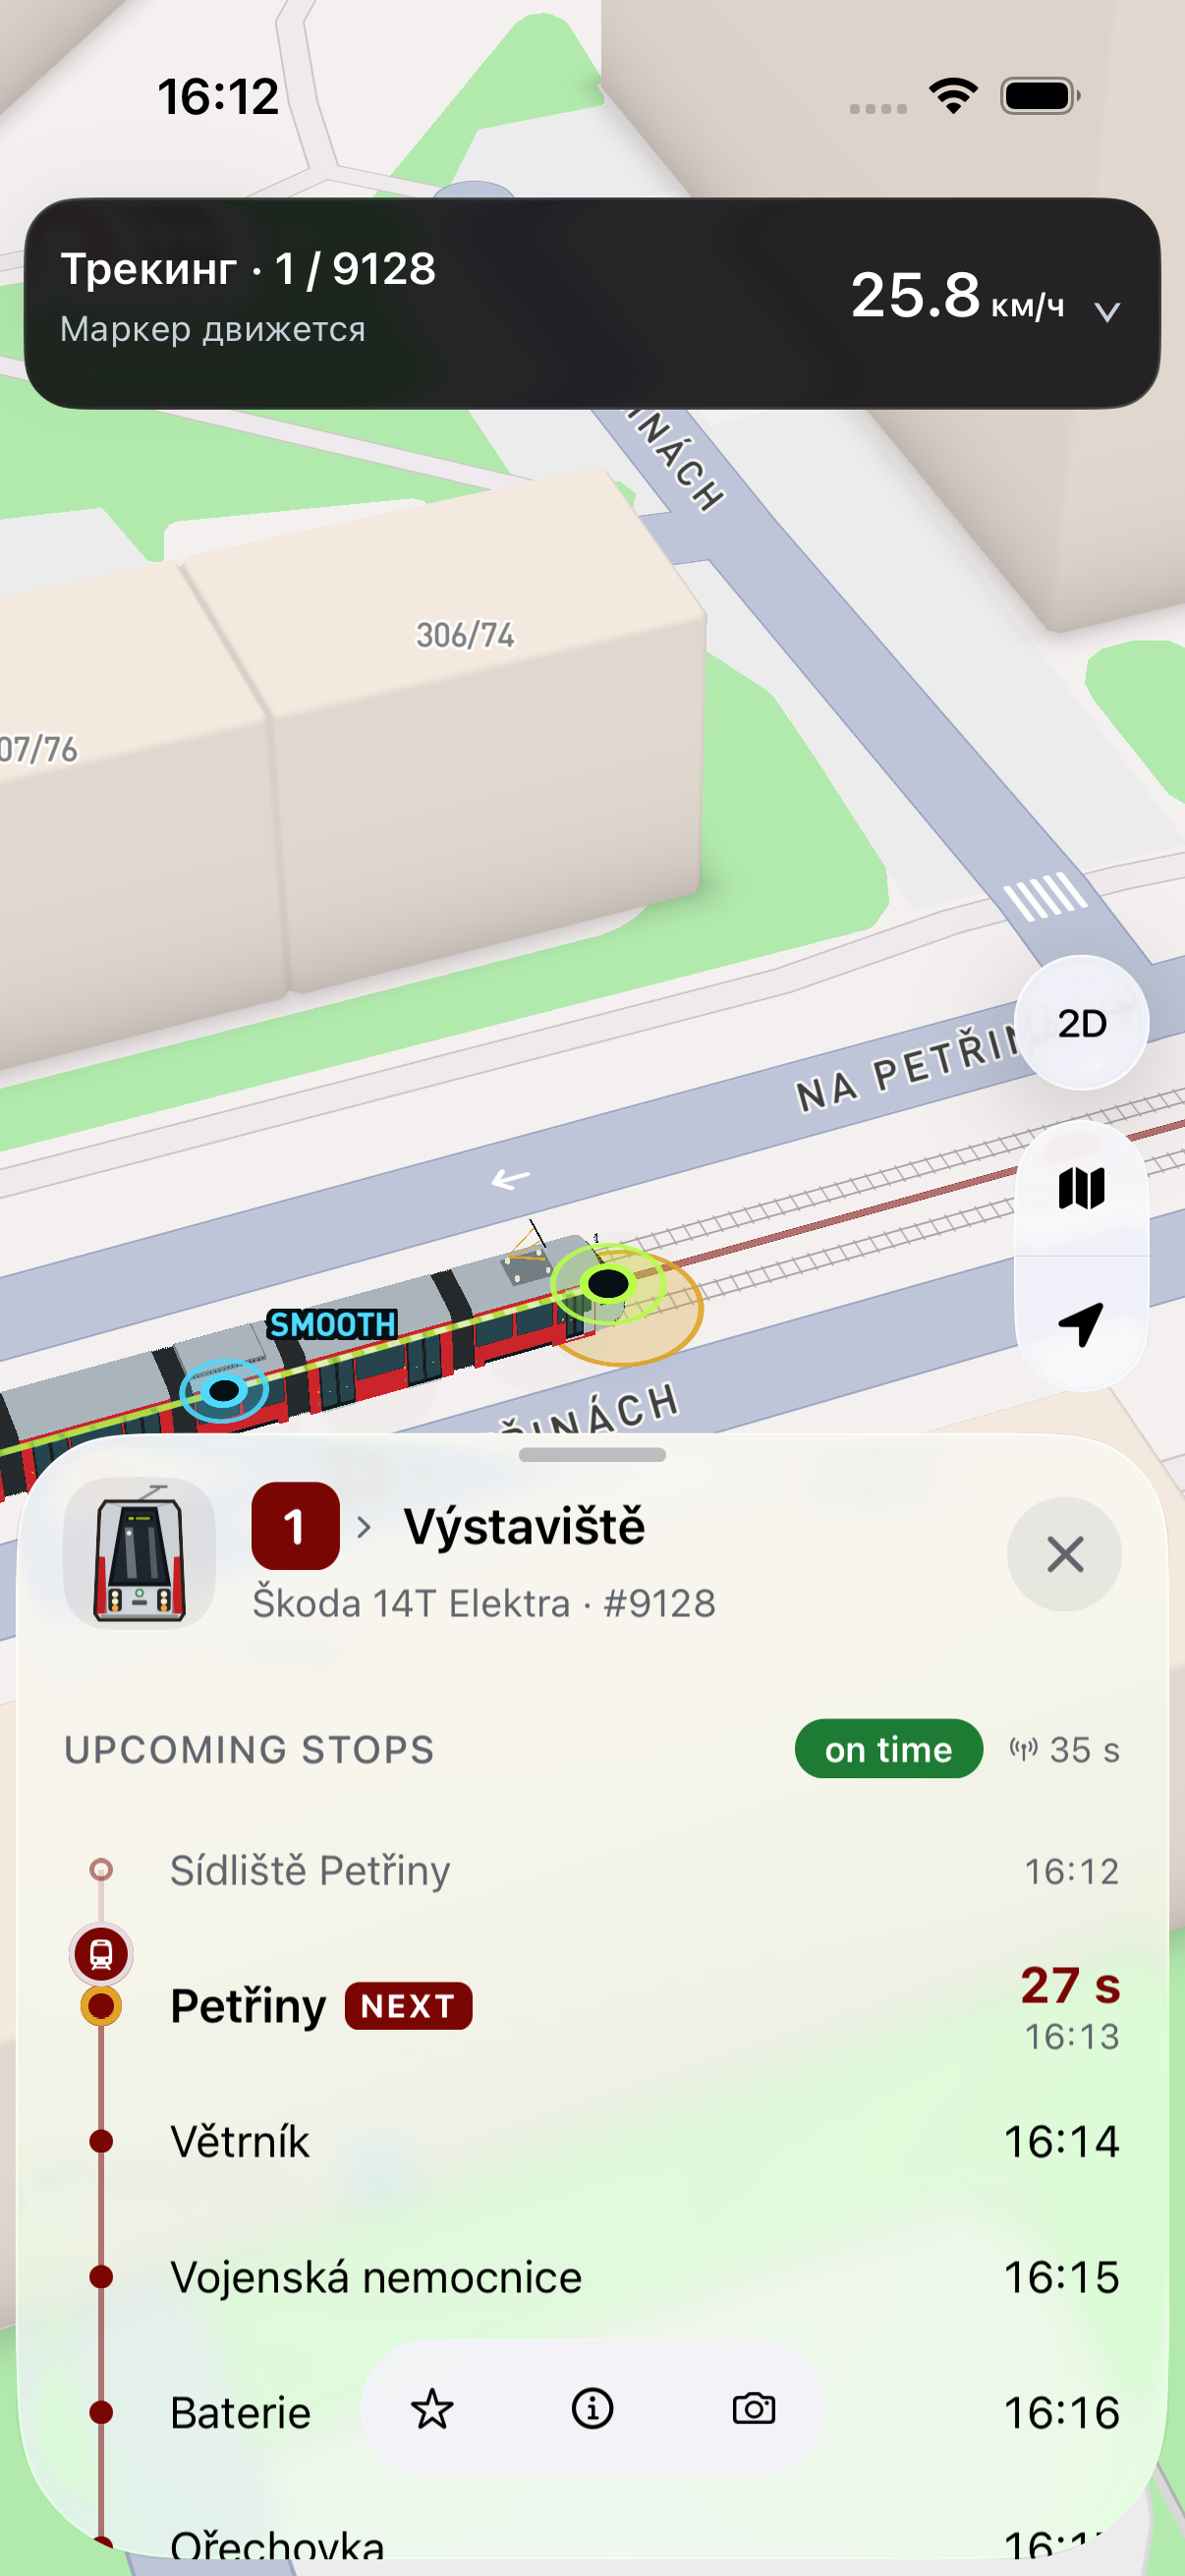 16:12
Трекинг · 1 / 9128
Маркер движется
25.8 км/ч
306/74
07/76
2D
NA PETŘIN
SMOOTH
1
1 › Výstaviště
Škoda 14T Elektra · #9128
UPCOMING STOPS
on time
35 s
Sídliště Petřiny
16:12
Petřiny NEXT
27 s
16:13
Větrník
16:14
Vojenská nemocnice
16:15
Baterie
16:16
Ořechovka